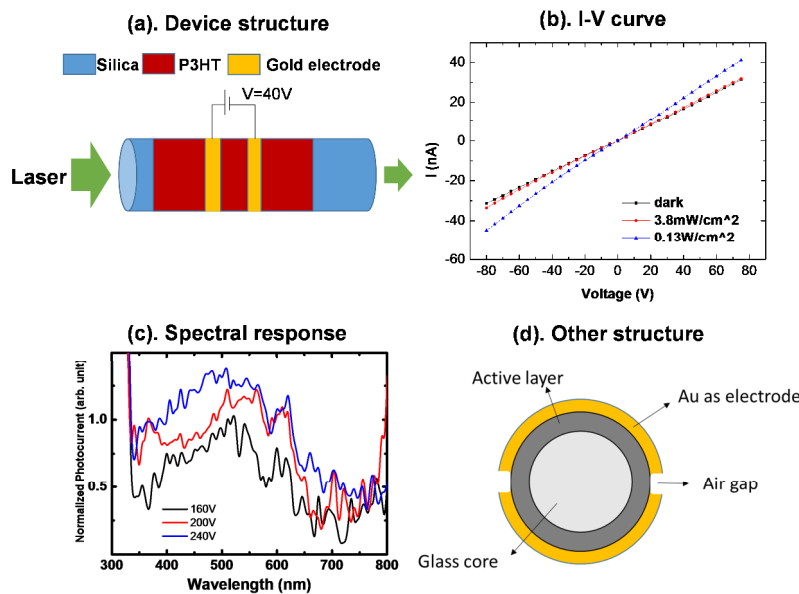 (a). Device structure
Silica P3HT Gold electrode
V=40V
Laser
(b). I-V curve
I (nA)
40
20
0
-20
-40
-60
dark
3.8mW/cm^2
0.13W/cm^2
-80 -60 -40 -20 0 20 40 60 80
Voltage (V)
(c). Spectral response
Normalized Photocurrent (arb. unit)
1.0
0.5
160V
200V
240V
300 400 500 600 700 800
Wavelength (nm)
(d). Other structure
Active layer
Au as electrode
Air gap
Glass core